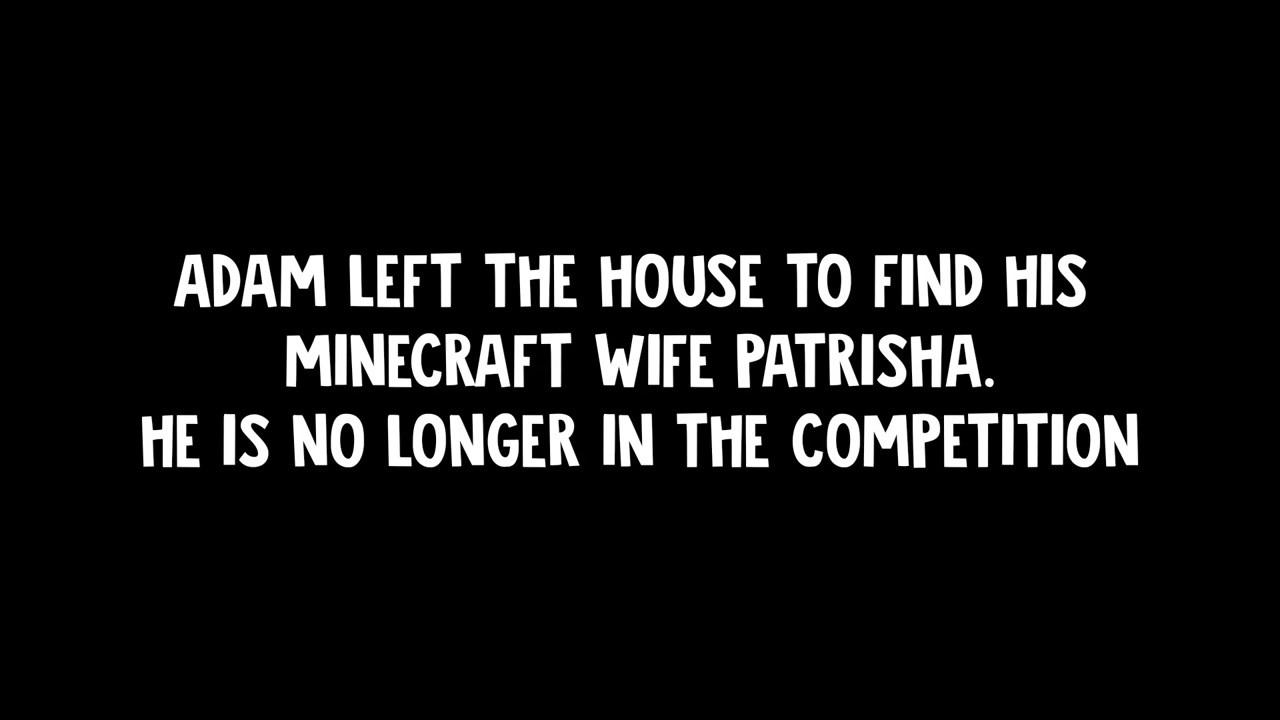 ADAM LEFT THE HOUSE TO FIND HIS
MINECRAFT WIFE PATRISHA.
HE IS NO LONGER IN THE COMPETITION